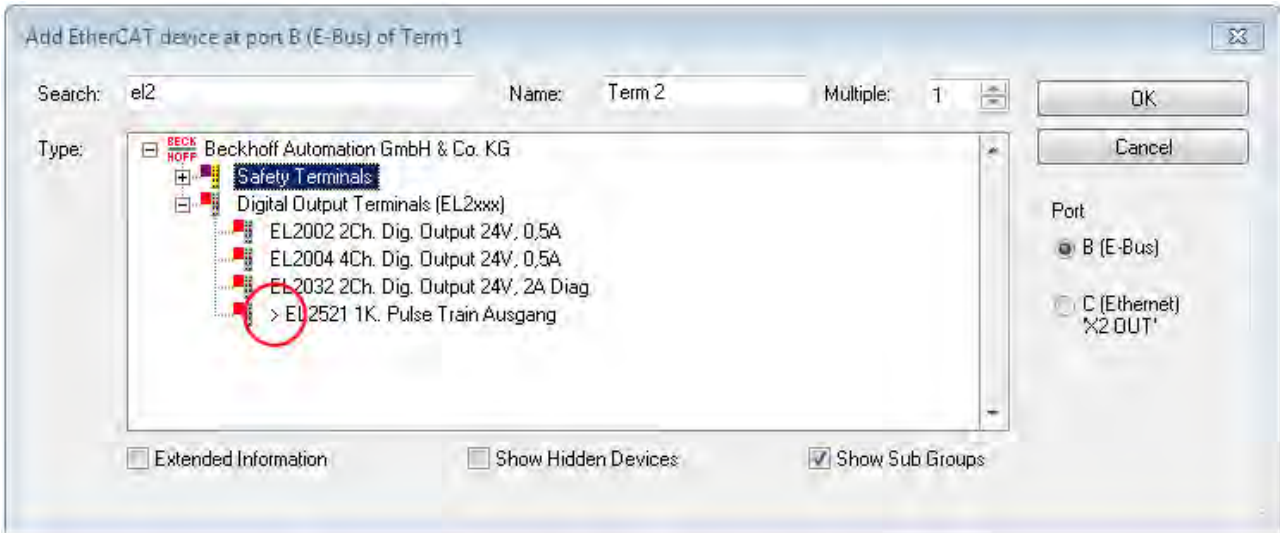 Add EtherCAT device at port B (E-Bus) of Term 1
Search: el2 Name: Term 2 Multiple: 1 OK
Type: BECKHOFF Beckhoff Automation GmbH & Co. KG Cancel
Safety Terminals
Digital Output Terminals (EL2xxx) Port
EL2002 2Ch. Dig. Output 24V, 0,5A
B (E-Bus)
EL2004 4Ch. Dig. Output 24V, 0,5A
EL2032 2Ch. Dig. Output 24V, 2A Diag
> EL2521 1K. Pulse Train Ausgang
C (Ethernet)
'X2 OUT'
Extended Information Show Hidden Devices Show Sub Groups